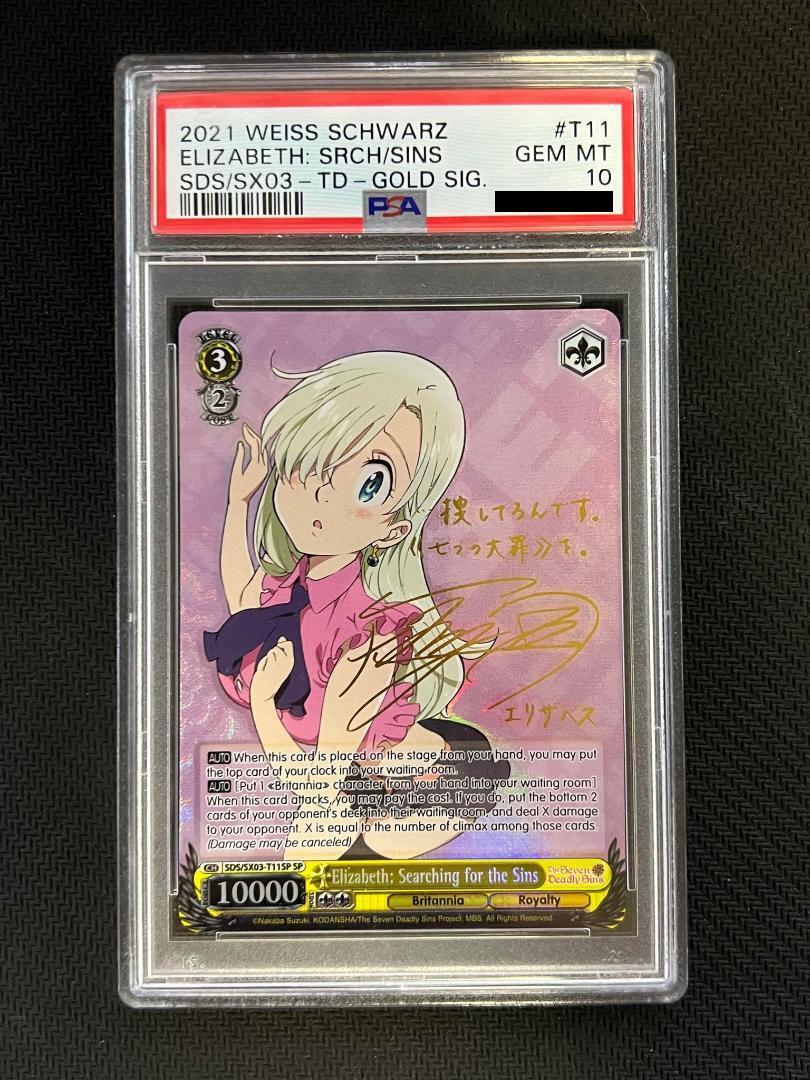 2021 WEISS SCHWARZ #T11
ELIZABETH: SRCH/SINS GEM MT
SDS/SX03 - TD - GOLD SIG. 10
PSA
LEVEL
3
2
COST
捜してるんです。
《七つの大罪》を。
エリザベス
AUTO When this card is placed on the stage from your hand, you may put
the top card of your clock into your waiting room.
AUTO [Put 1 «Britannia» character from your hand into your waiting room]
When this card attacks, you may pay the cost. If you do, put the bottom 2
cards of your opponent's deck into their waiting room, and deal X damage
to your opponent. X is equal to the number of climax among those cards.
(Damage may be canceled)
CH SDS/SX03-T11SP SP
Elizabeth: Searching for the Sins
The Seven
Deadly Sins
POWER
10000
SOUL
Britannia Royalty
©Nakaba Suzuki, KODANSHA/The Seven Deadly Sins Project, MBS. All Rights Reserved.